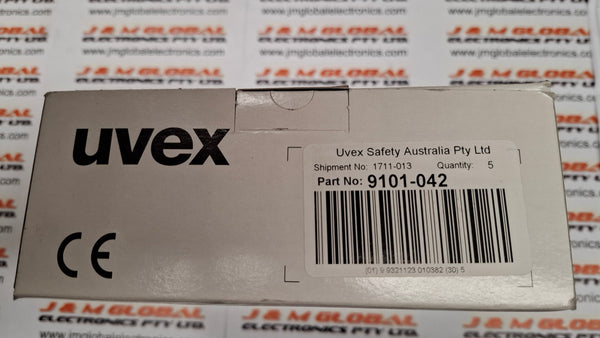 uvex
CE
Uvex Safety Australia Pty Ltd
Shipment No: 1711-013 Quantity: 5
Part No: 9101-042
(01) 9 9321123 010382 (30) 5
J & M GLOBAL
ELECTRONICS PTY LTD.
www.jmglobalelectronics.com